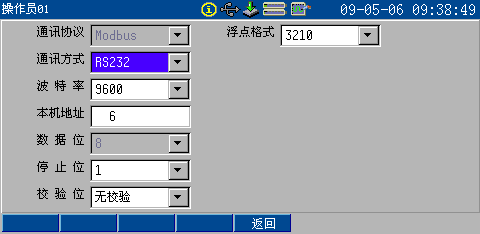 操作员01 09-05-06 09:38:49
通讯协议 Modbus 浮点格式 3210
通讯方式 RS232
波特率 9600
本机地址 6
数据位 8
停止位 1
校验位 无校验
返回